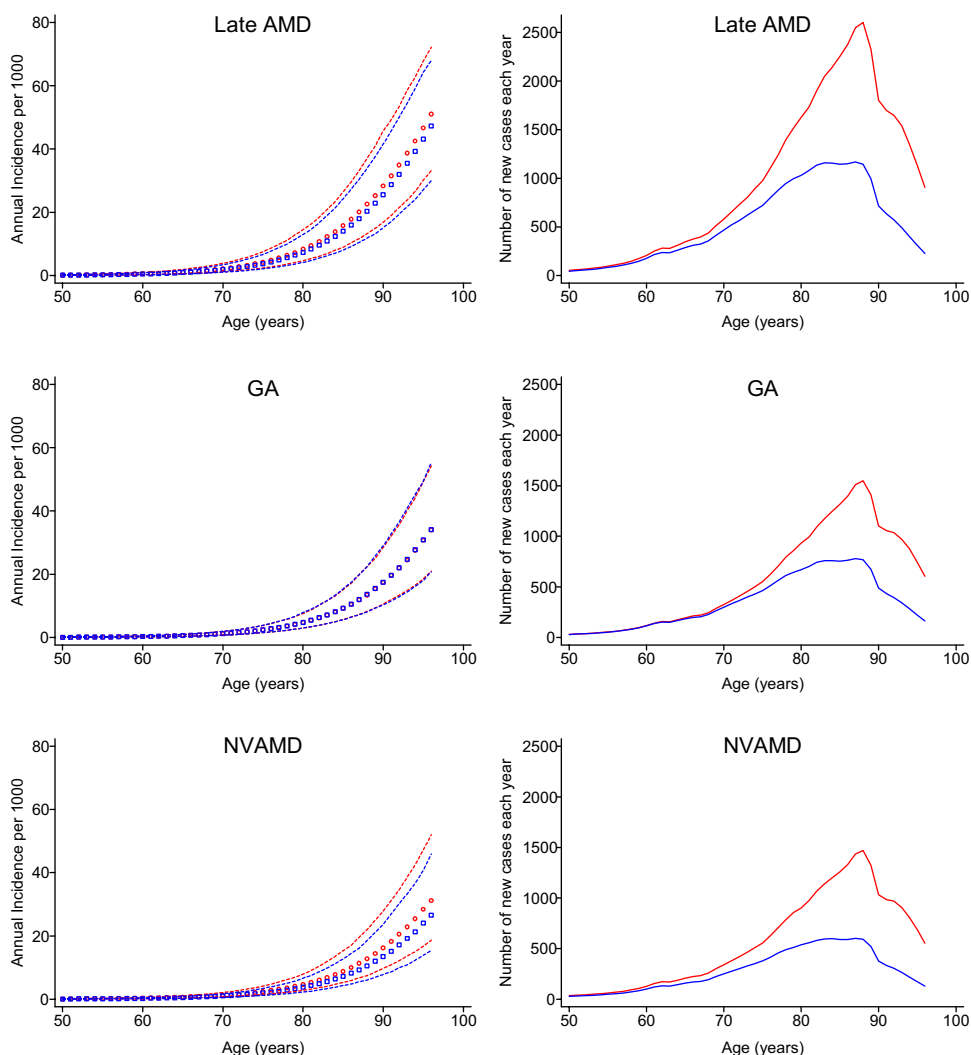 Late AMD
Annual Incidence per 1000
80
60
40
20
0
50 60 70 80 90 100
Age (years)
Late AMD
Number of new cases each year
2500
2000
1500
1000
500
0
50 60 70 80 90 100
Age (years)
GA
Annual Incidence per 1000
80
60
40
20
0
50 60 70 80 90 100
Age (years)
GA
Number of new cases each year
2500
2000
1500
1000
500
0
50 60 70 80 90 100
Age (years)
NVAMD
Annual Incidence per 1000
80
60
40
20
0
50 60 70 80 90 100
Age (years)
NVAMD
Number of new cases each year
2500
2000
1500
1000
500
0
50 60 70 80 90 100
Age (years)